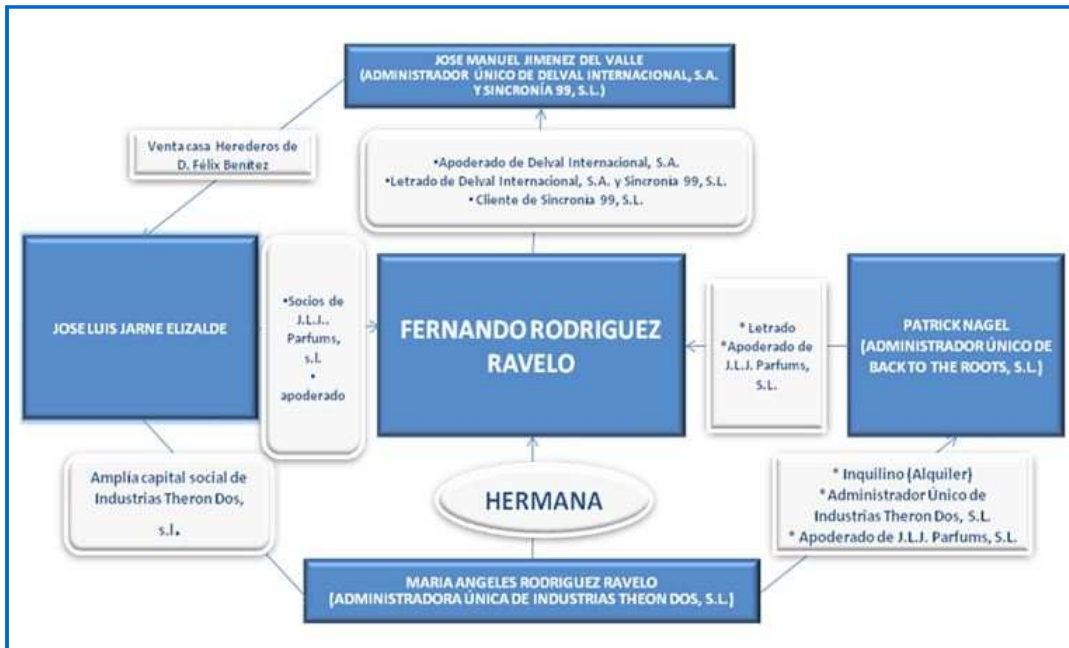 JOSE MANUEL JIMENEZ DEL VALLE
(ADMINISTRADOR ÚNICO DE DELVAL INTERNACIONAL, S.A.
Y SINCRONÍA 99, S.L.)
Venta casa Herederos de
D. Félix Benítez
•Apoderado de Delval Internacional, S.A.
•Letrado de Delval Internacional, S.A. y Sincronia 99, S.L.
• Cliente de Sincronia 99, S.L.
JOSE LUIS JARNE ELIZALDE
•Socios de
J.L.J..
Parfums,
s.l.
•
apoderado
FERNANDO RODRIGUEZ
RAVELO
* Letrado
*Apoderado de
J.L.J. Parfums,
S.L.
PATRICK NAGEL
(ADMINISTRADOR ÚNICO DE
BACK TO THE ROOTS, S.L.)
Amplía capital social de
Industrias Theron Dos,
s.l.
HERMANA
* Inquilino (Alquiler)
*Administrador Único de
Industrias Theron Dos, S.L.
* Apoderado de J.L.J. Parfums, S.L.
MARIA ANGELES RODRIGUEZ RAVELO
(ADMINISTRADORA ÚNICA DE INDUSTRIAS THEON DOS, S.L.)